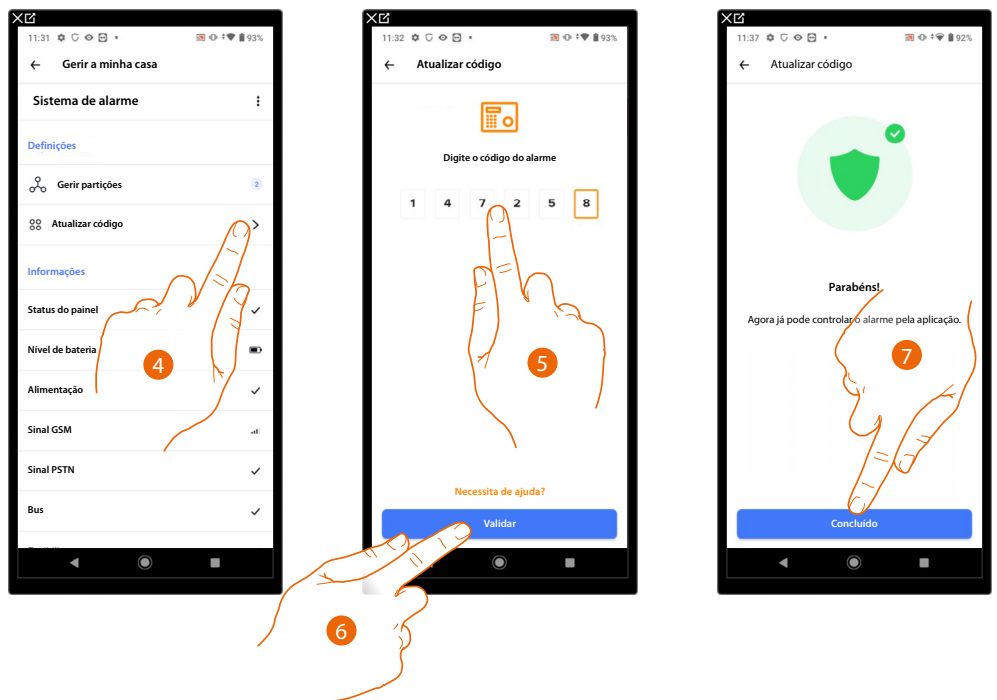 11:31
93%
Gerir a minha casa
Sistema de alarme
Definições
Gerir partições
2
Atualizar código
Informações
Status do painel
Nível de bateria
Alimentação
Sinal GSM
Sinal PSTN
Bus
4
11:32
93%
Atualizar código
Digite o código do alarme
1 4 7 2 5 8
5
Necessita de ajuda?
Validar
6
11:37
92%
Atualizar código
Parabéns!
Agora já pode controlar o alarme pela aplicação.
7
Concluído